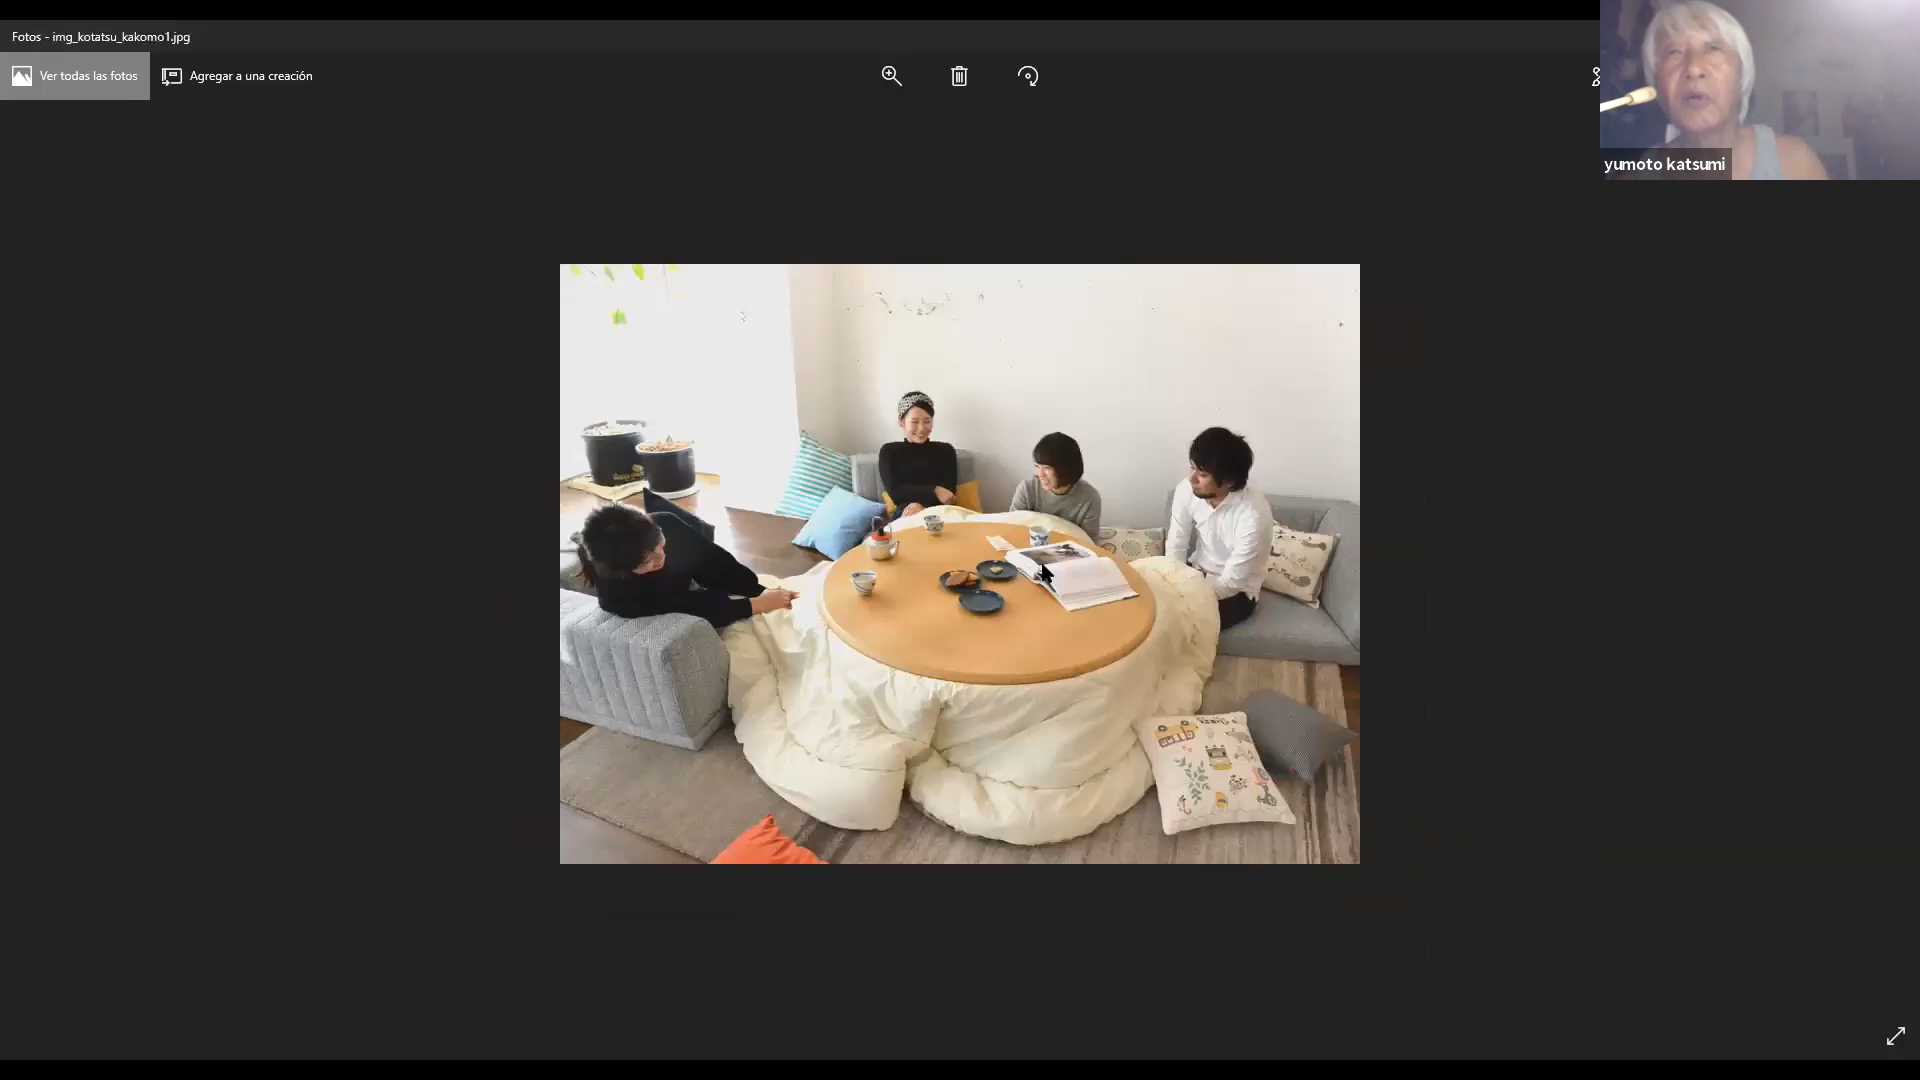 Fotos - img_kotatsu_kakomo1.jpg
Ver todas las fotos
Agregar a una creación
yumoto katsumi